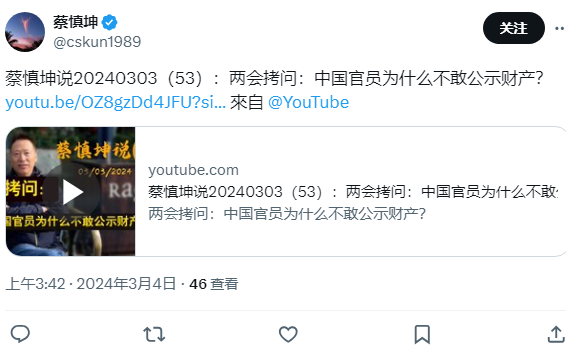 蔡慎坤
@cskun1989
关注
蔡慎坤说20240303（53）：两会拷问：中国官员为什么不敢公示财产？
youtu.be/OZ8gzDd4JFU?si... 來自 @YouTube
蔡慎坤说
03/03/2024
拷问：
国官员为什么不敢公示财产
youtube.com
蔡慎坤说20240303（53）：两会拷问：中国官员为什么不敢公
两会拷问：中国官员为什么不敢公示财产？
上午3:42 · 2024年3月4日 · 46 查看